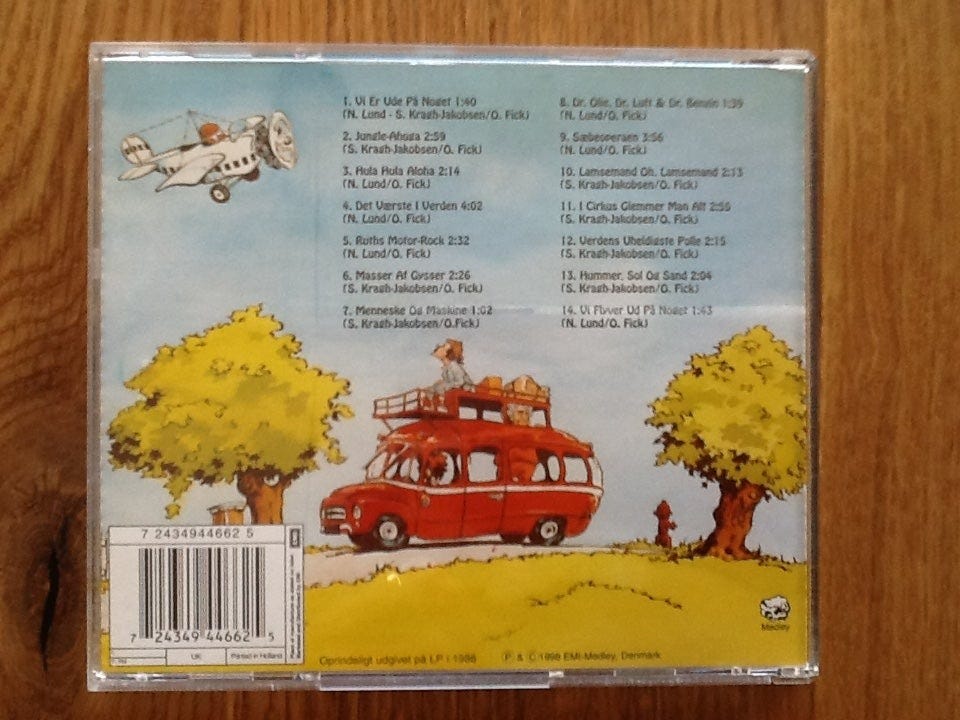 1. Vi Er Ude På Noget 1:40
(N. Lund - S. Kragh-Jakobsen/O. Fick)
2. Jungle-Ahuga 2:59
(S. Kragh-Jakobsen/O. Fick)
3. Hula Hula Aloha 2:14
(N. Lund/O. Fick)
4. Det Værste I Verden 4:02
(N. Lund/O. Fick)
5. Ruths Motor-Rock 2:32
(N. Lund/O. Fick)
6. Masser Af Gysser 2:26
(S. Kragh-Jakobsen/O. Fick)
7. Menneske Og Maskine 1:02
(S. Kragh-Jakobsen/O.Fick)
8. Dr. Olie, Dr. Luft & Dr. Benzin 1:39
(N. Lund/O. Fick)
9. Sæbeoperaen 3:56
(N. Lund/O. Fick)
10. Lamsemand Oh, Lamsemand 2:13
(S. Kragh-Jakobsen/O. Fick)
11. I Cirkus Glemmer Man Alt
(S. Kragh-Jakobsen/O. Fick)
12. Verdens Uheldigste Polle 2:15
(S. Kragh-Jakobsen/O. Fick)
13. Hummer, Sol Og Sand 2:04
(S. Kragh-Jakobsen/O. Fick)
14. Vi Flyver Ud På Noget 1:43
(N. Lund/O. Fick)
7 2434944662 5
EMI
7 24349 44662 5
UK Printed in Holland
Medley
Oprindeligt udgivet på LP i 1988 ℗ & © 1998 EMI-Medley, Denmark